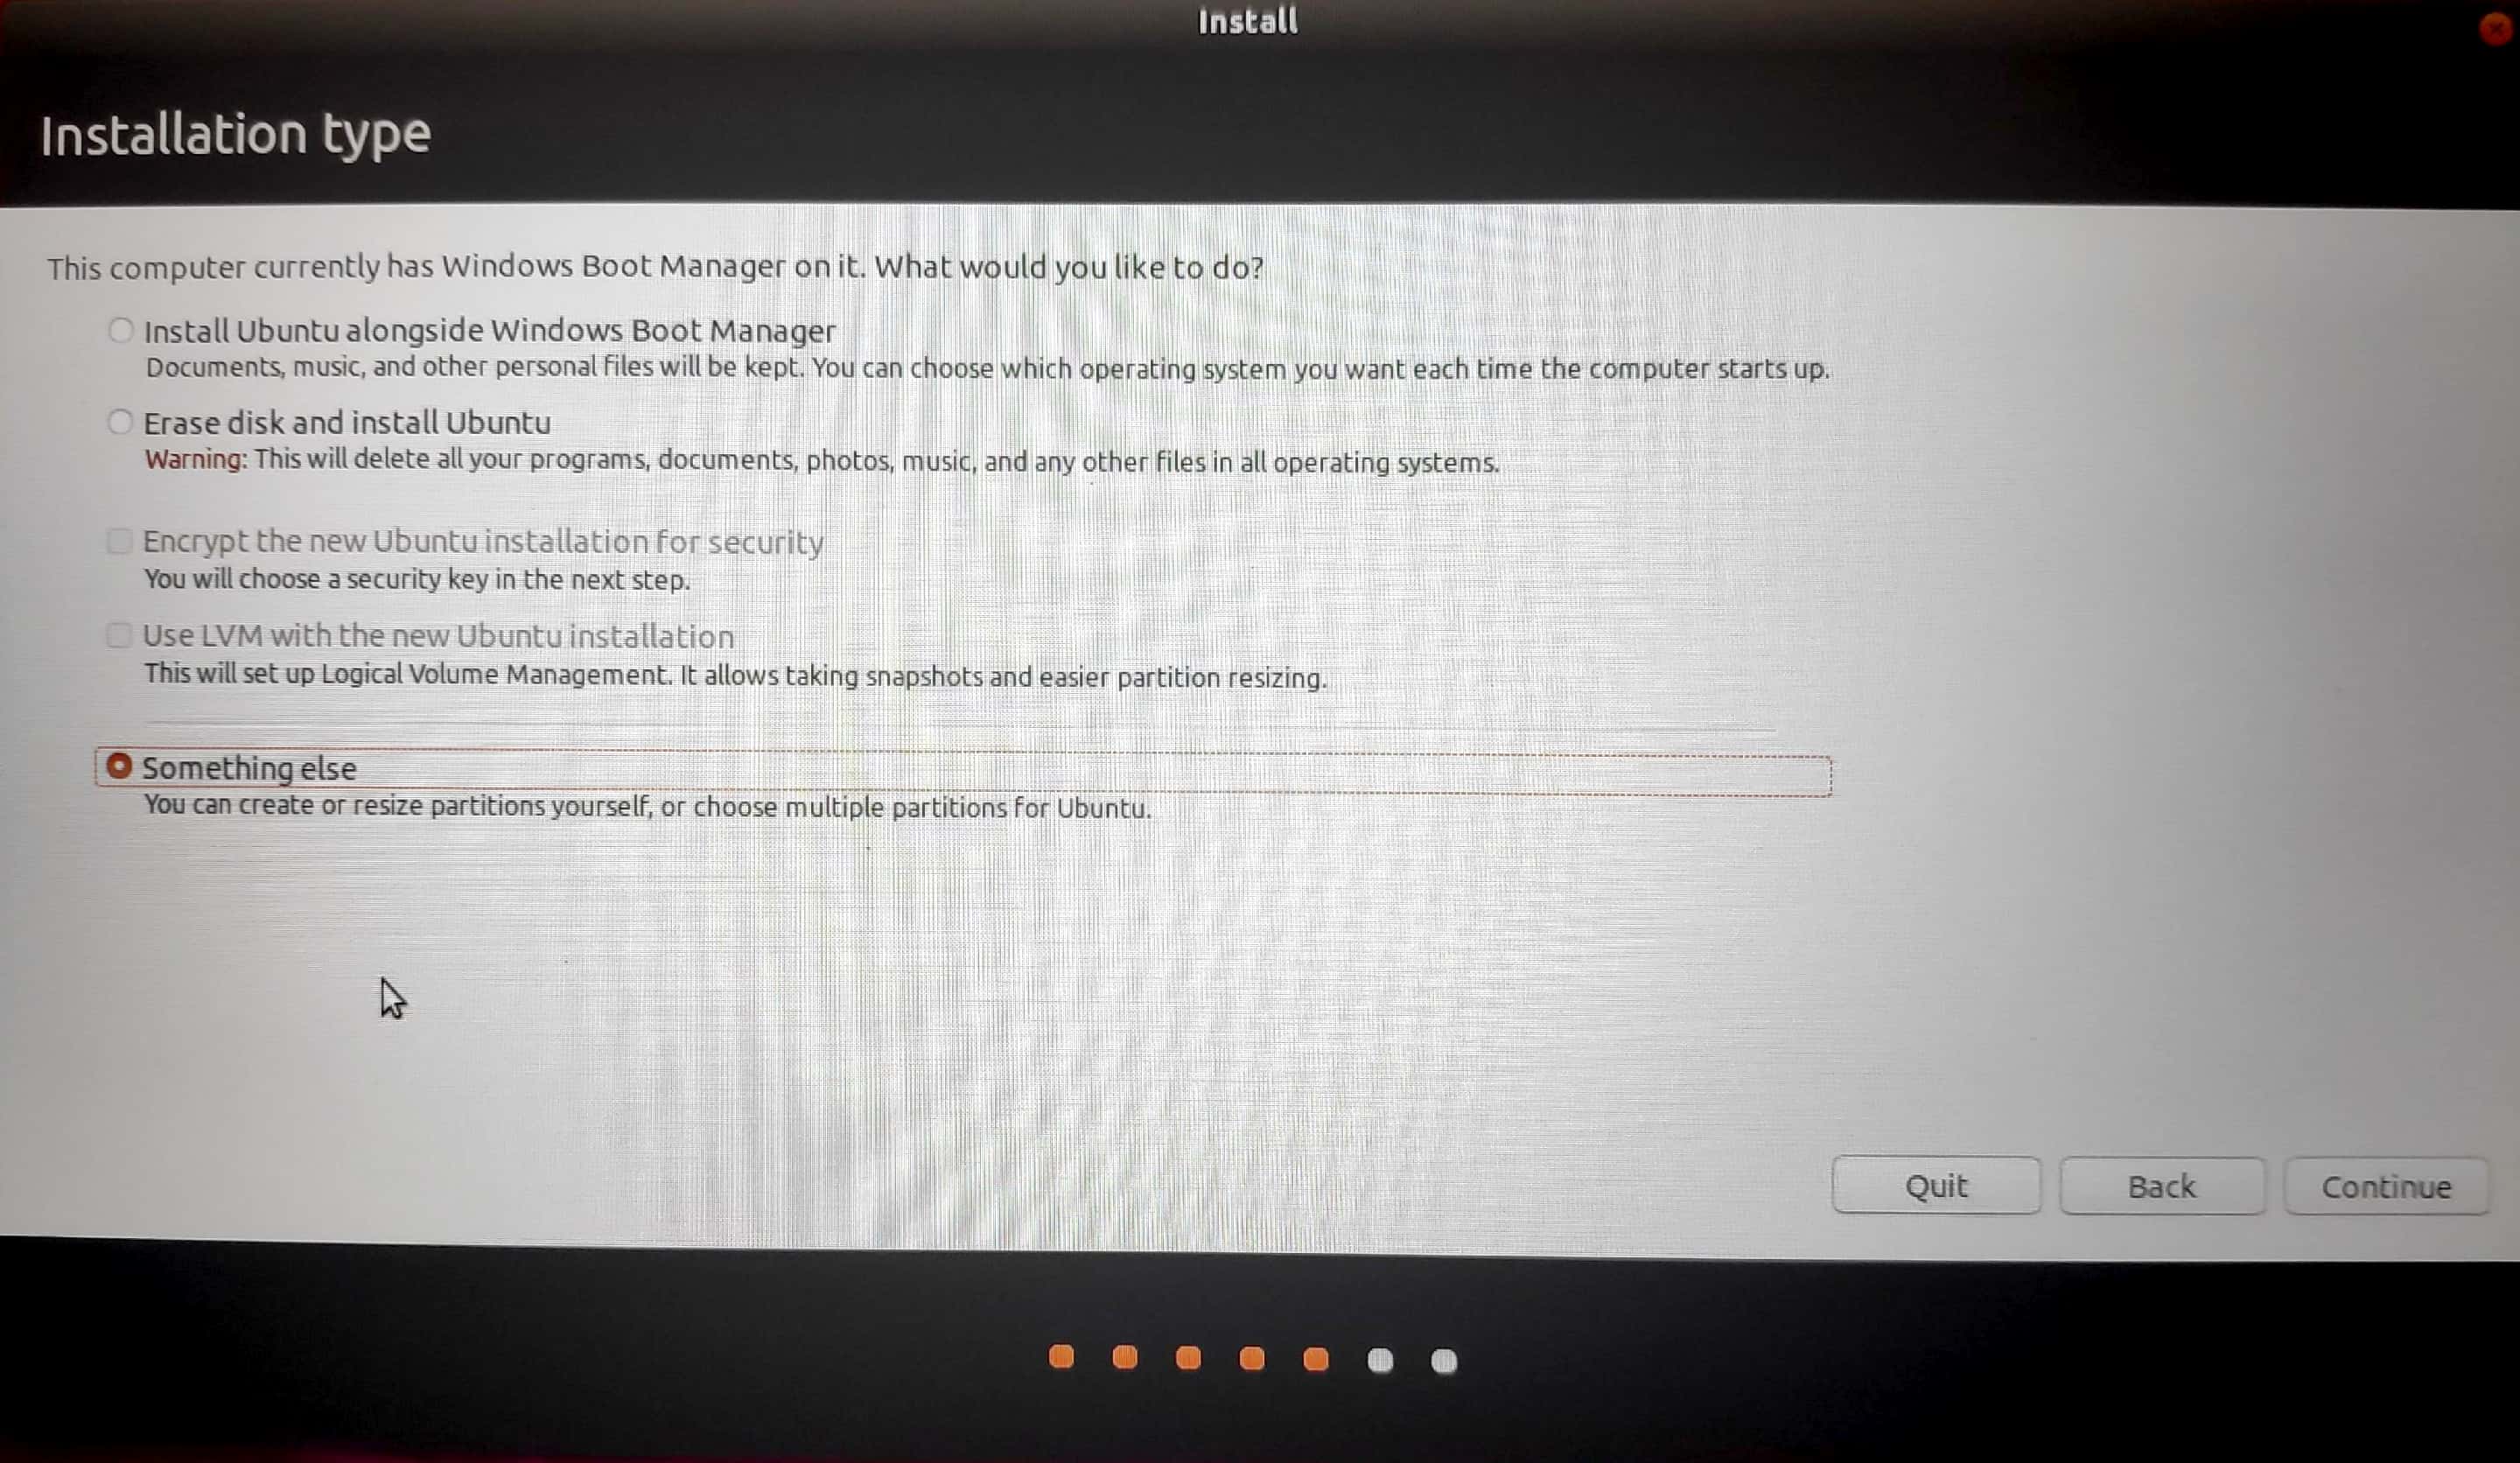 Install
Installation type
This computer currently has Windows Boot Manager on it. What would you like to do?
Install Ubuntu alongside Windows Boot Manager
Documents, music, and other personal files will be kept. You can choose which operating system you want each time the computer starts up.
Erase disk and install Ubuntu
Warning: This will delete all your programs, documents, photos, music, and any other files in all operating systems.
Encrypt the new Ubuntu installation for security
You will choose a security key in the next step.
Use LVM with the new Ubuntu installation
This will set up Logical Volume Management. It allows taking snapshots and easier partition resizing.
Something else
You can create or resize partitions yourself, or choose multiple partitions for Ubuntu.
Quit Back Continue